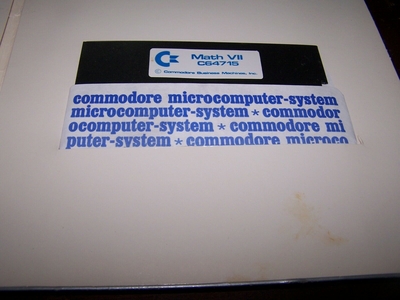 Math VII
C64715
© Commodore Business Machines, Inc.
commodore microcomputer-system
microcomputer-system * commodor
ocomputer-system * commodore mi
puter-system * commodore microco